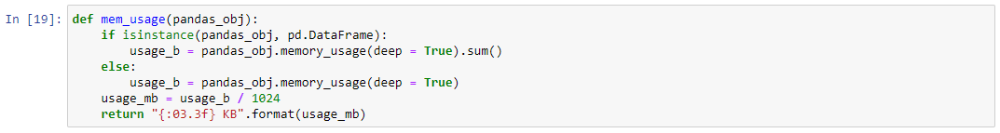 In [19]: def mem_usage(pandas_obj):
    if isinstance(pandas_obj, pd.DataFrame):
        usage_b = pandas_obj.memory_usage(deep = True).sum()
    else:
        usage_b = pandas_obj.memory_usage(deep = True)
    usage_mb = usage_b / 1024
    return "{:03.3f} KB".format(usage_mb)